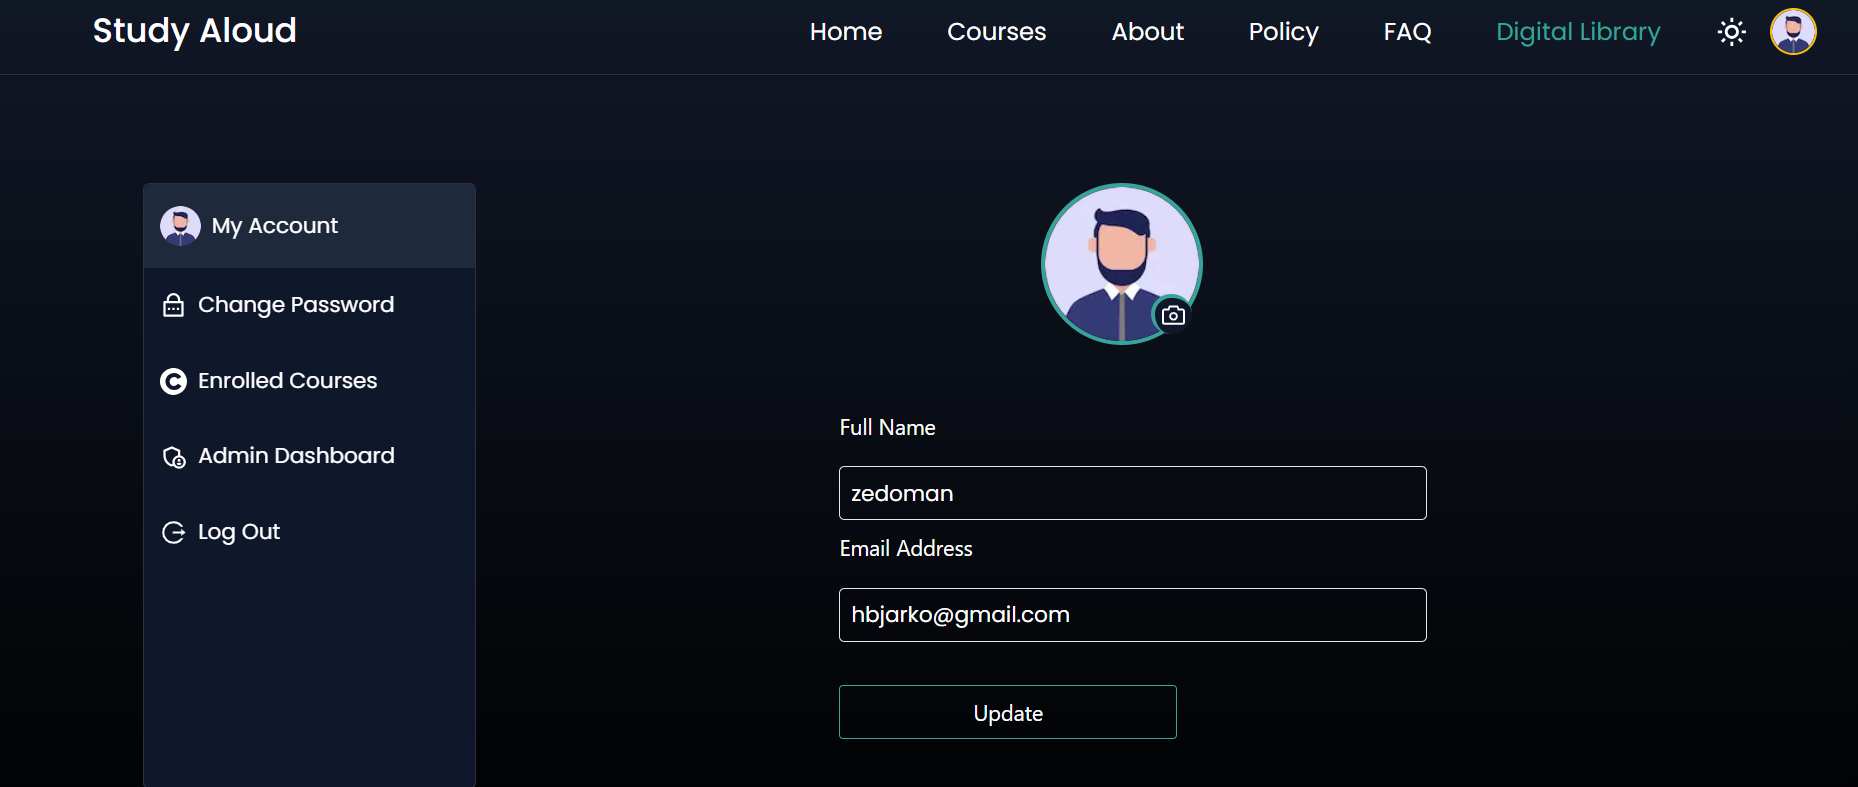 Study Aloud
Home Courses About Policy FAQ Digital Library
My Account
Change Password
Enrolled Courses
Admin Dashboard
Log Out
Full Name
zedoman
Email Address
hbjarko@gmail.com
Update